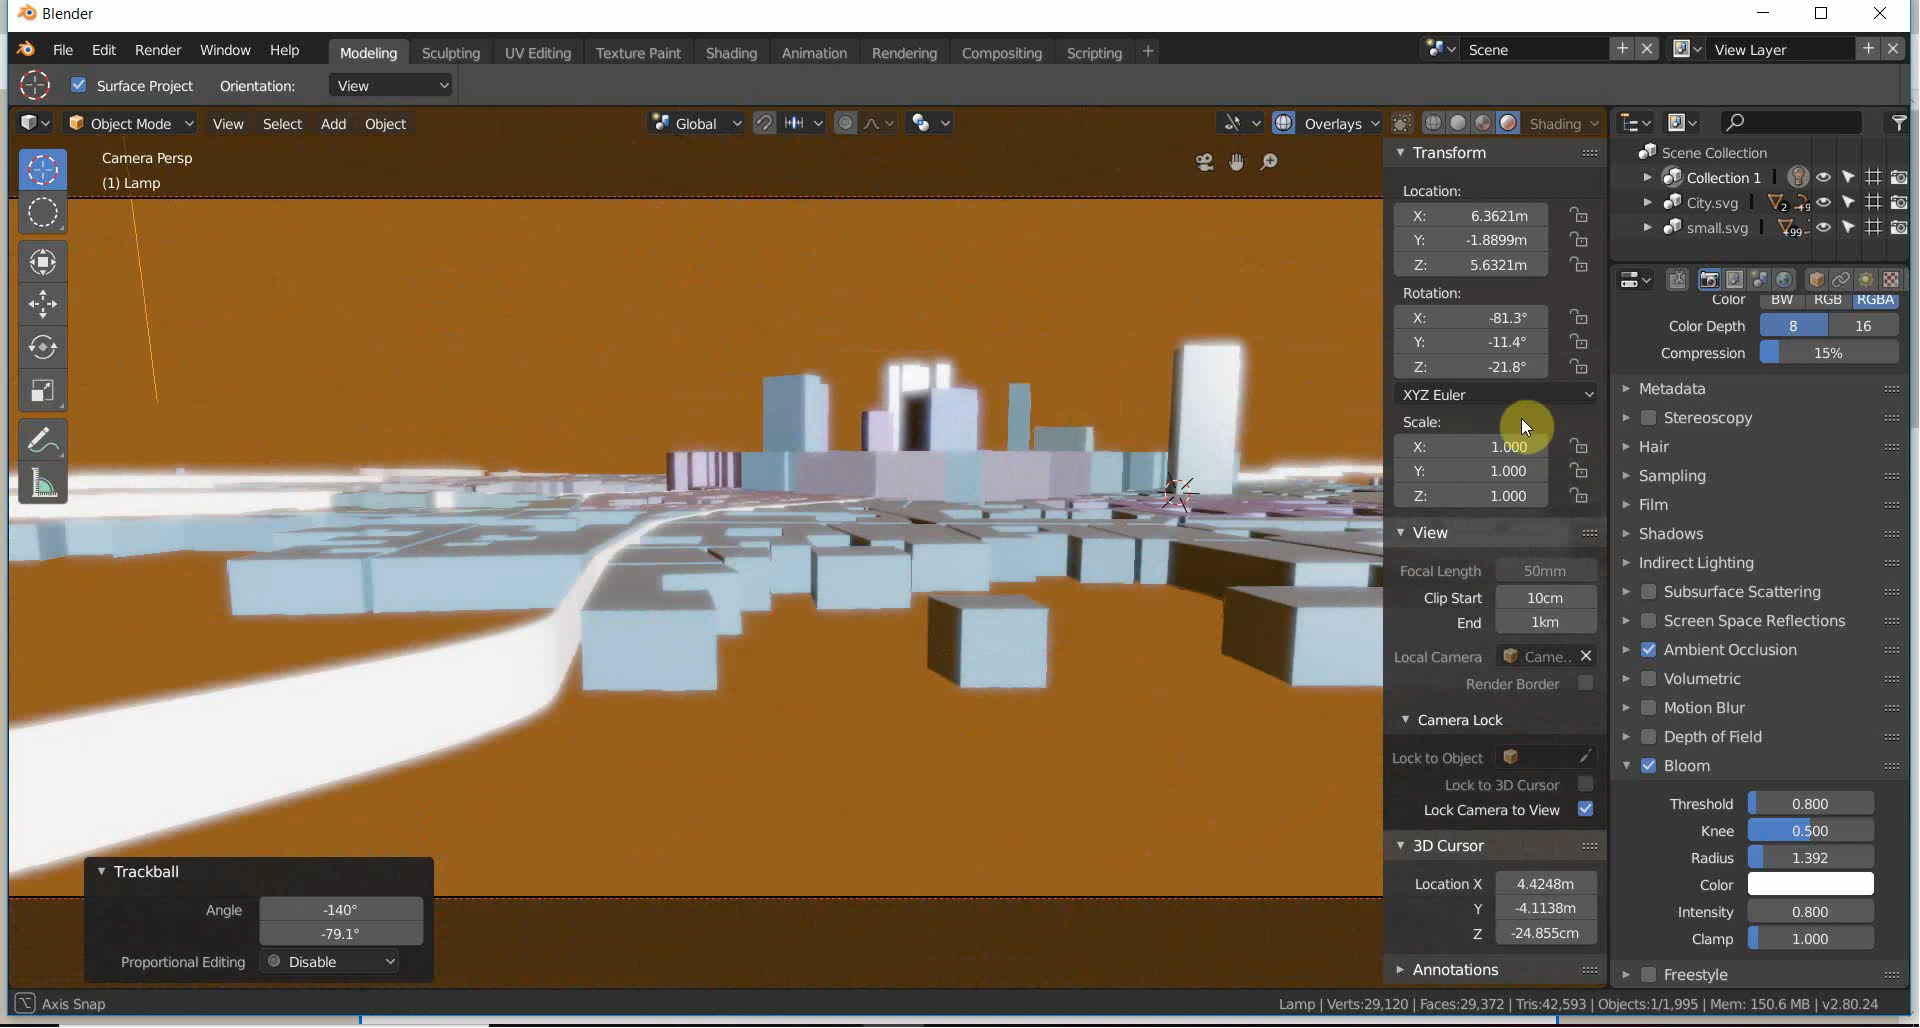 Blender
File Edit Render Window Help Modeling Sculpting UV Editing Texture Paint Shading Animation Rendering Compositing Scripting + Scene View Layer
Surface Project Orientation: View
Object Mode View Select Add Object Global Overlays Shading
Camera Persp
(1) Lamp
Transform
Location:
X: 6.3621m
Y: -1.8899m
Z: 5.6321m
Rotation:
X: -81.3°
Y: -11.4°
Z: -21.8°
XYZ Euler
Scale:
X: 1.000
Y: 1.000
Z: 1.000
View
Focal Length 50mm
Clip Start 10cm
End 1km
Local Camera Came..
Render Border
Camera Lock
Lock to Object
Lock to 3D Cursor
Lock Camera to View
3D Cursor
Location X 4.4248m
Y -4.1138m
Z -24.855cm
Annotations
Scene Collection
Collection 1
City.svg 2 +9
small.svg +99
Color BW RGB RGBA
Color Depth 8 16
Compression 15%
Metadata
Stereoscopy
Hair
Sampling
Film
Shadows
Indirect Lighting
Subsurface Scattering
Screen Space Reflections
Ambient Occlusion
Volumetric
Motion Blur
Depth of Field
Bloom
Threshold 0.800
Knee 0.500
Radius 1.392
Color
Intensity 0.800
Clamp 1.000
Freestyle
Trackball
Angle -140°
-79.1°
Proportional Editing Disable
Axis Snap
Lamp | Verts:29,120 | Faces:29,372 | Tris:42,593 | Objects:1/1,995 | Mem: 150.6 MB | v2.80.24